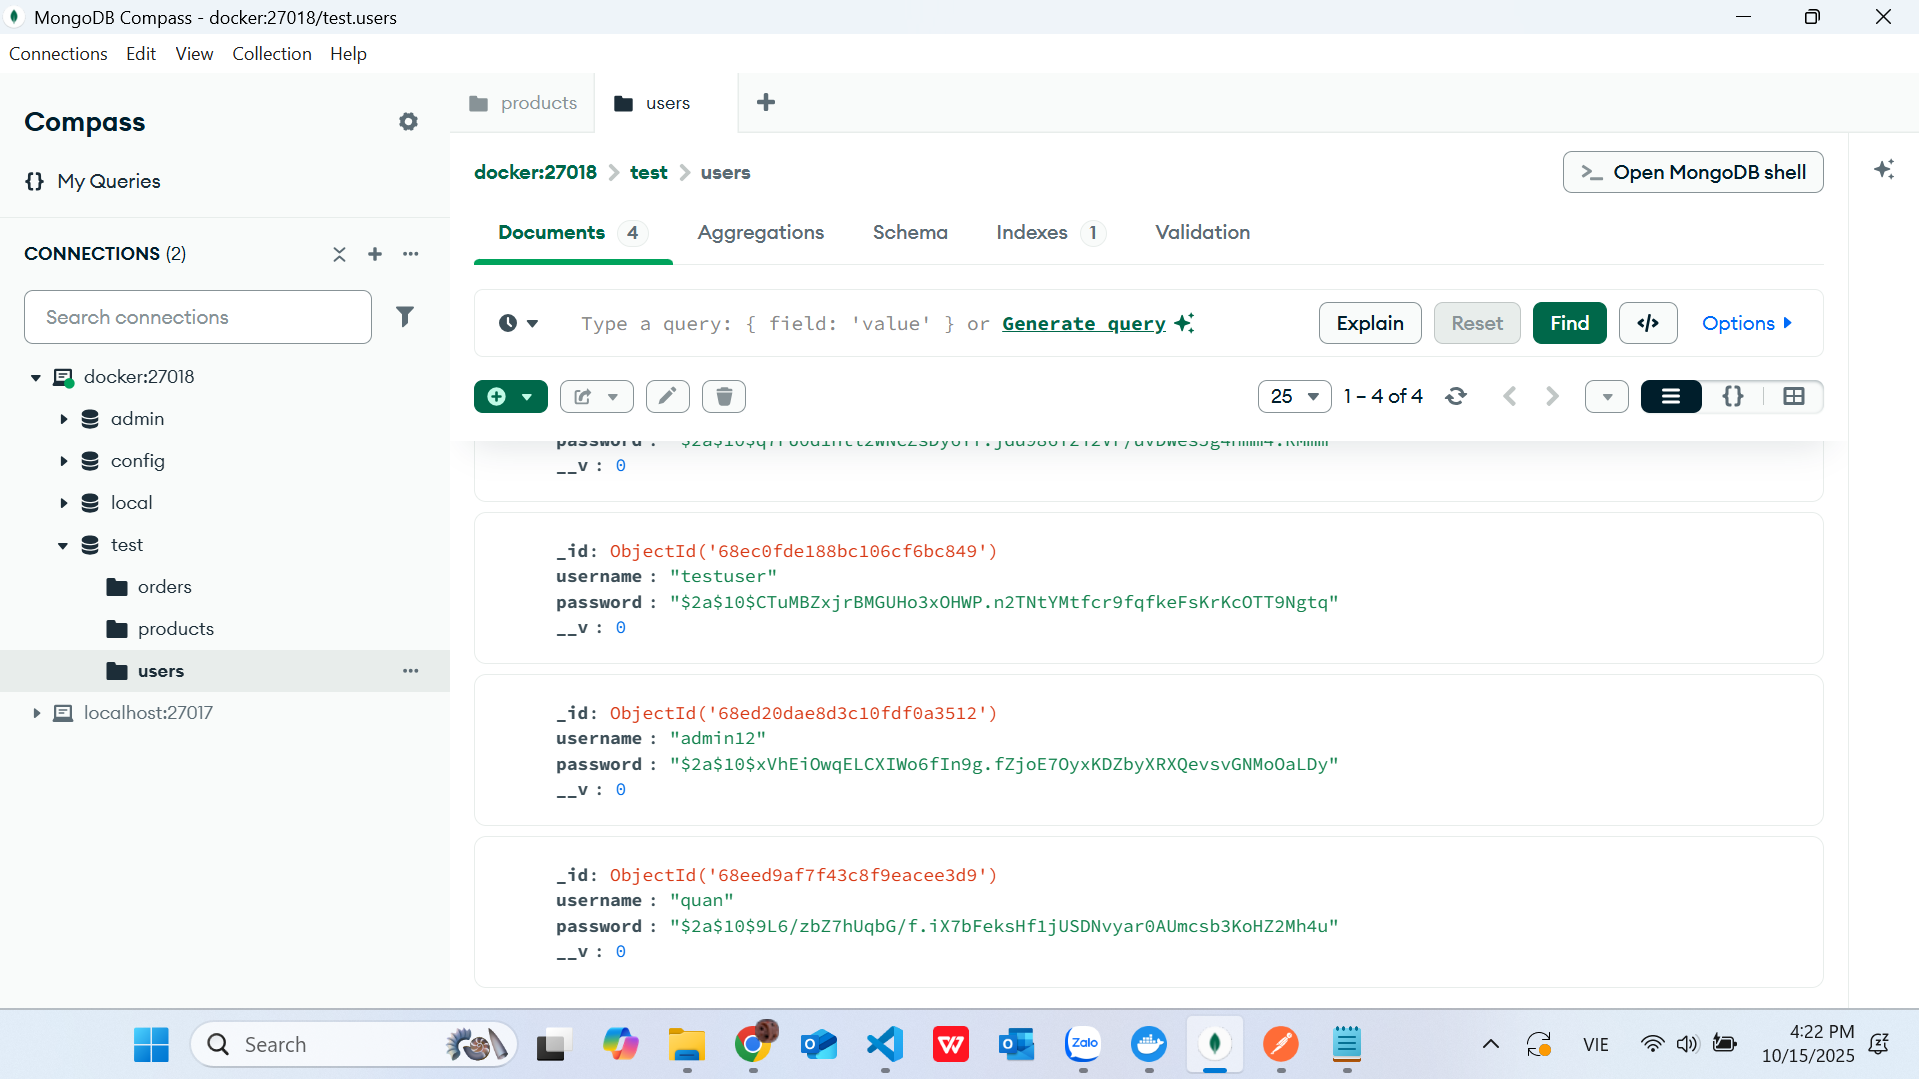 MongoDB Compass - docker:27018/test.users
Connections Edit View Collection Help
Compass
{} My Queries
CONNECTIONS (2)
Search connections
docker:27018
admin
config
local
test
orders
products
users
localhost:27017
products users
docker:27018 test users
>_ Open MongoDB shell
Documents 4 Aggregations Schema Indexes 1 Validation
Type a query: { field: 'value' } or Generate query
Explain Reset Find </> Options
25 1 – 4 of 4 {}
password :
__v : 0
_id: ObjectId('68ec0fde188bc106cf6bc849')
username : "testuser"
password : "$2a$10$CTuMBZxjrBMGUHo3xOHWP.n2TNtYMtfcr9fqfkeFsKrKcOTT9Ngtq"
__v : 0
_id: ObjectId('68ed20dae8d3c10fdf0a3512')
username : "admin12"
password : "$2a$10$xVhEiOwqELCXIWo6fIn9g.fZjoE7OyxKDZbyXRXQevsvGNMoOaLDy"
__v : 0
_id: ObjectId('68eed9af7f43c8f9eacee3d9')
username : "quan"
password : "$2a$10$9L6/zbZ7hUqbG/f.iX7bFeksHf1jUSDNvyar0AUmcsb3KoHZ2Mh4u"
__v : 0
Search
Zalo
VIE
4:22 PM
10/15/2025